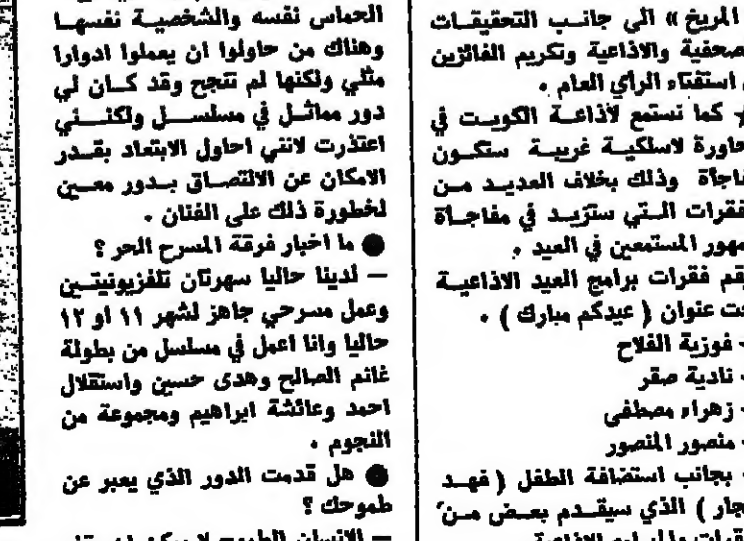 المريخ » الى جانب التحقيقات
الصحفية والاذاعية وتكريم الفائزين
استفتاء الرأي العام .
كما نستمع لاذاعة الكويت في
لاسلكية غريبة ستكون
وذلك بخلاف العديد من
التي ستزيد في مفاجأة
المستمعين في العيد .
فقرات برامج العيد الاذاعية
عنوان ( عيدكم مبارك ) .
فوزية الفلاح
نادية صقر
زهراء مصطفى
منصور المنصور
بجانب استضافة الطفل ( فهد
) الذي سيقدم بعض من
الحماس نفسه والشخصية نفسها
وهناك من حاولوا ان يعملوا ادوارا
مثلي ولكنها لم تنجح وقد كان لي
دور مماثل في مسلسل ولكنني
اعتذرت لانني احاول الابتعاد بقدر
الامكان عن الالتصاق بدور معين
لخطورة ذلك على الفنان .
● ما اخبار فرقة المسرح الحر ؟
— لدينا حاليا سهرتان تلفزيونيتين
وعمل مسرحي جاهز لشهر ١١ او ١٢
حاليا وانا اعمل في مسلسل من بطولة
غانم الصالح وهدى حسين واستقلال
احمد وعائشة ابراهيم ومجموعة من
النجوم .
● هل قدمت الدور الذي يعبر عن
طموحك ؟
— الانسان الطموح لا يمكن